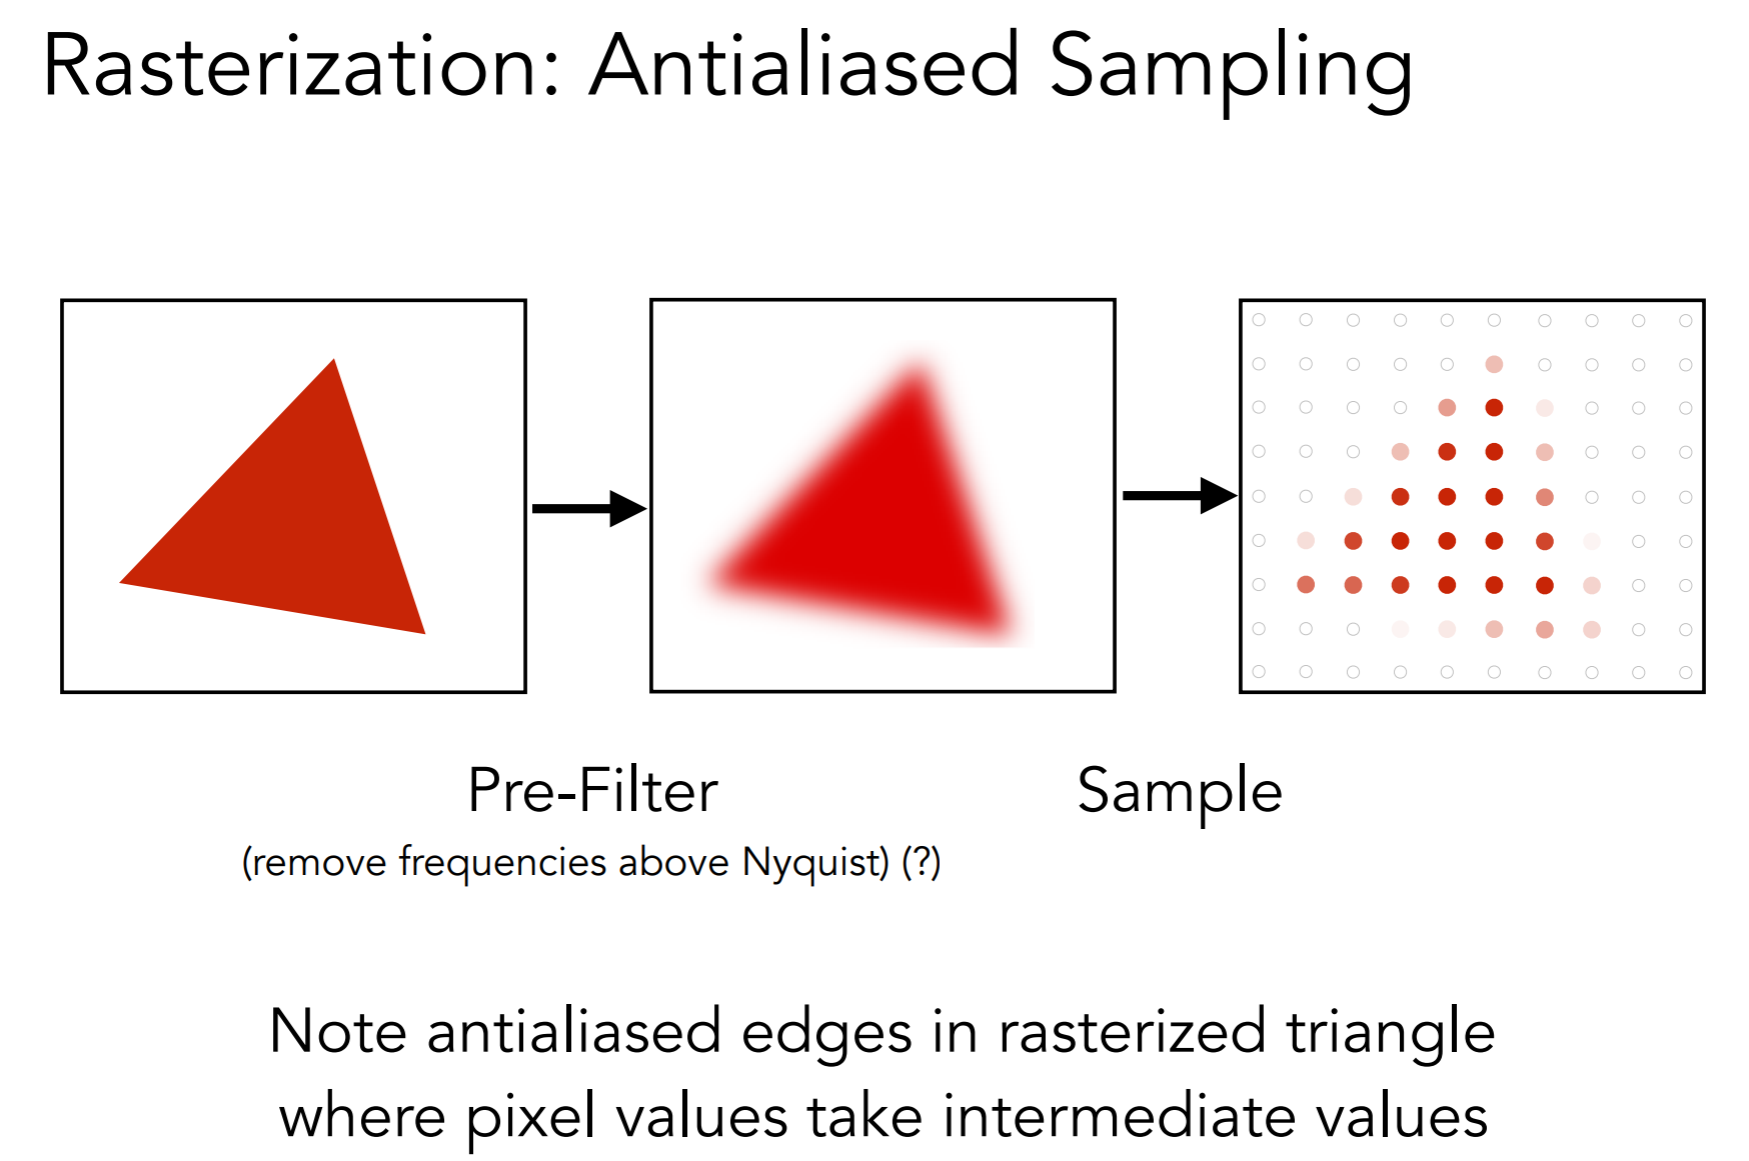 Rasterization: Antialiased Sampling
Pre-Filter
Sample
(remove frequencies above Nyquist) (?)
Note antialiased edges in rasterized triangle
where pixel values take intermediate values